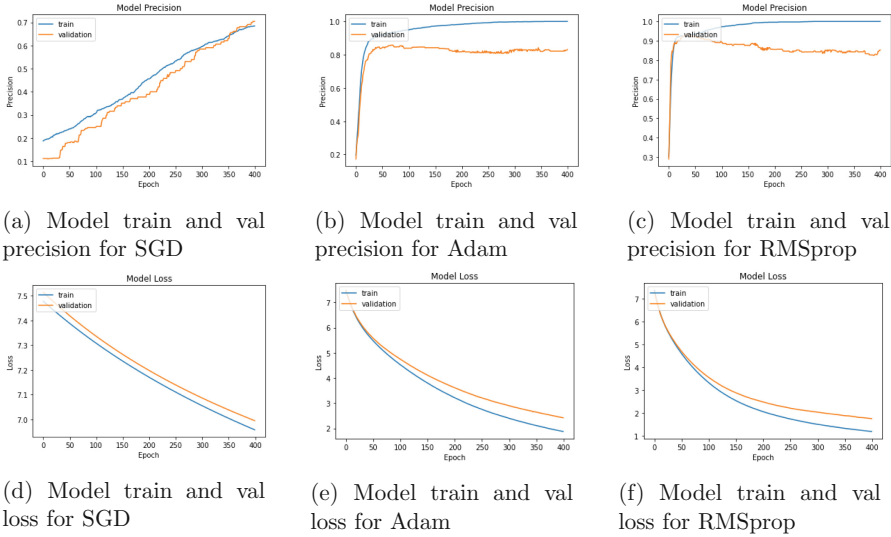 Model Precision
train
validation
0.7
0.6
0.5
0.4
0.3
0.2
0.1
Precision
0 50 100 150 200 250 300 350 400
Epoch
Model Precision
train
validation
1.0
0.8
0.6
0.4
0.2
Precision
0 50 100 150 200 250 300 350 400
Epoch
Model Precision
train
validation
1.0
0.9
0.8
0.7
0.6
0.5
0.4
0.3
Precision
0 50 100 150 200 250 300 350 400
Epoch
(a) Model train and val
precision for SGD
(b) Model train and val
precision for Adam
(c) Model train and val
precision for RMSprop
Model Loss
train
validation
7.5
7.4
7.3
7.2
7.1
7.0
Loss
0 50 100 150 200 250 300 350 400
Epoch
Model Loss
train
validation
7
6
5
4
3
2
Loss
0 50 100 150 200 250 300 350 400
Epoch
Model Loss
train
validation
7
6
5
4
3
2
1
Loss
0 50 100 150 200 250 300 350 400
Epoch
(d) Model train and val
loss for SGD
(e) Model train and val
loss for Adam
(f) Model train and val
loss for RMSprop